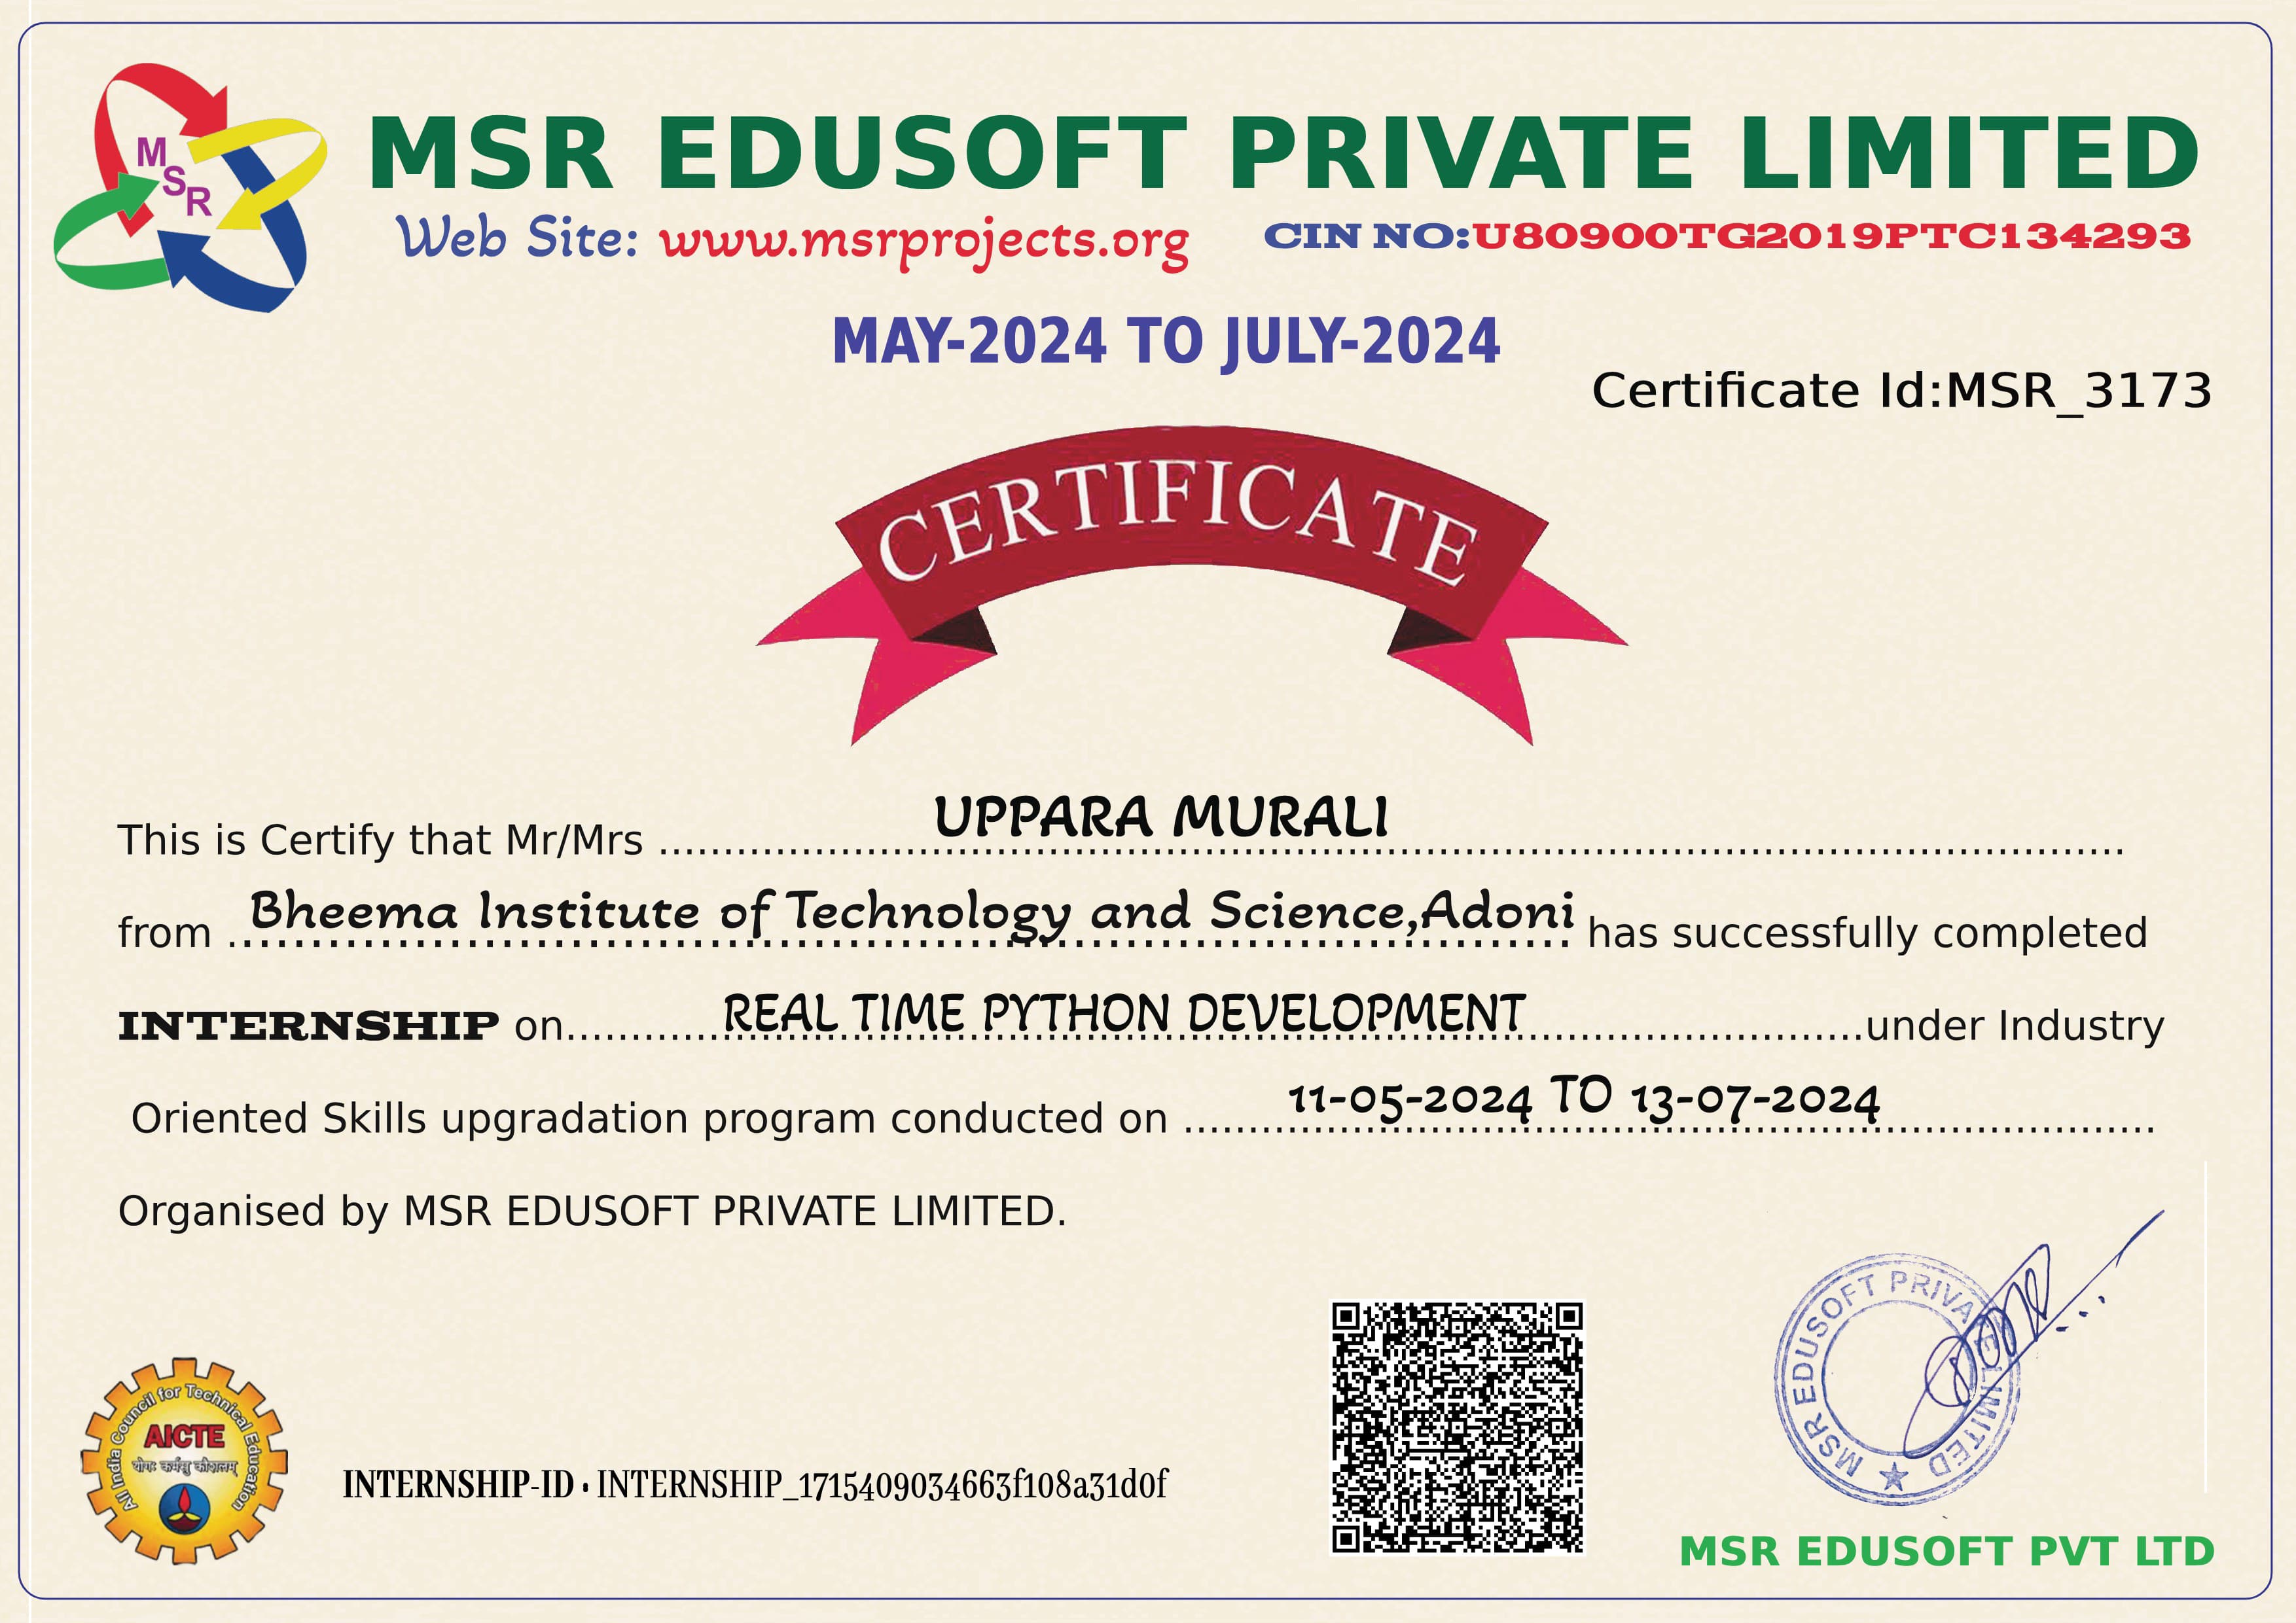 M
S
R
MSR EDUSOFT PRIVATE LIMITED
Web Site: www.msrprojects.org CIN NO:U80900TG2019PTC134293
MAY-2024 TO JULY-2024
Certificate Id:MSR_3173
CERTIFICATE
This is Certify that Mr/Mrs ........ UPPARA MURALI ........
from ........ Bheema Institute of Technology and Science,Adoni ........ has successfully completed
INTERNSHIP on........ REAL TIME PYTHON DEVELOPMENT ........under Industry
Oriented Skills upgradation program conducted on ........ 11-05-2024 TO 13-07-2024 ........
Organised by MSR EDUSOFT PRIVATE LIMITED.
MSR EDUSOFT PRIVATE LIMITED
All India Council for Technical Education
AICTE
योगः कर्मसु कौशलम्
INTERNSHIP-ID : INTERNSHIP_1715409034663f108a31d0f
MSR EDUSOFT PVT LTD